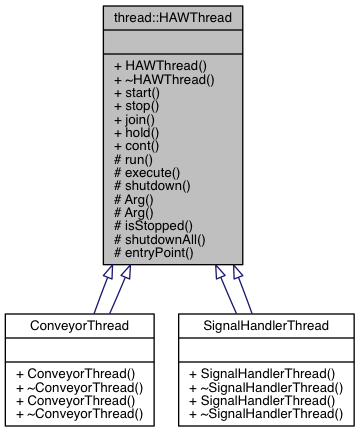 thread::HAWThread
+ HAWThread()
+ ~HAWThread()
+ start()
+ stop()
+ join()
+ hold()
+ cont()
# run()
# execute()
# shutdown()
# Arg()
# Arg()
# isStopped()
# shutdownAll()
# entryPoint()
ConveyorThread
+ ConveyorThread()
+ ~ConveyorThread()
+ ConveyorThread()
+ ~ConveyorThread()
SignalHandlerThread
+ SignalHandlerThread()
+ ~SignalHandlerThread()
+ SignalHandlerThread()
+ ~SignalHandlerThread()